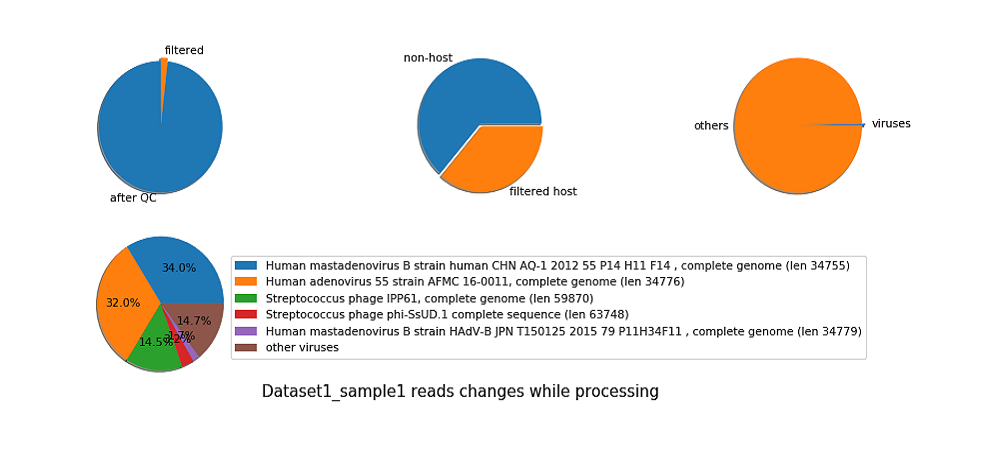 filtered
after QC
non-host
filtered host
others
viruses
34.0%
32.0%
14.5%
14.7%
Human mastadenovirus B strain human CHN AQ-1 2012 55 P14 H11 F14 , complete genome (len 34755)
Human adenovirus 55 strain AFMC 16-0011, complete genome (len 34776)
Streptococcus phage IPP61, complete genome (len 59870)
Streptococcus phage phi-SsUD.1 complete sequence (len 63748)
Human mastadenovirus B strain HAdV-B JPN T150125 2015 79 P11H34F11 , complete genome (len 34779)
other viruses
Dataset1_sample1 reads changes while processing